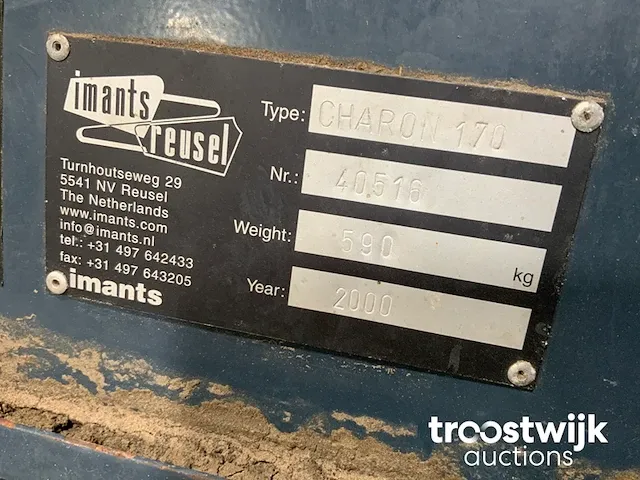 imants
reusel
Turnhoutseweg 29
5541 NV Reusel
The Netherlands
www.imants.com
info@imants.nl
tel.: +31 497 642433
fax: +31 497 643205
imants
Type: CHARON 170
Nr.: 40516
Weight: 590 kg
Year: 2000
troostwijk
auctions